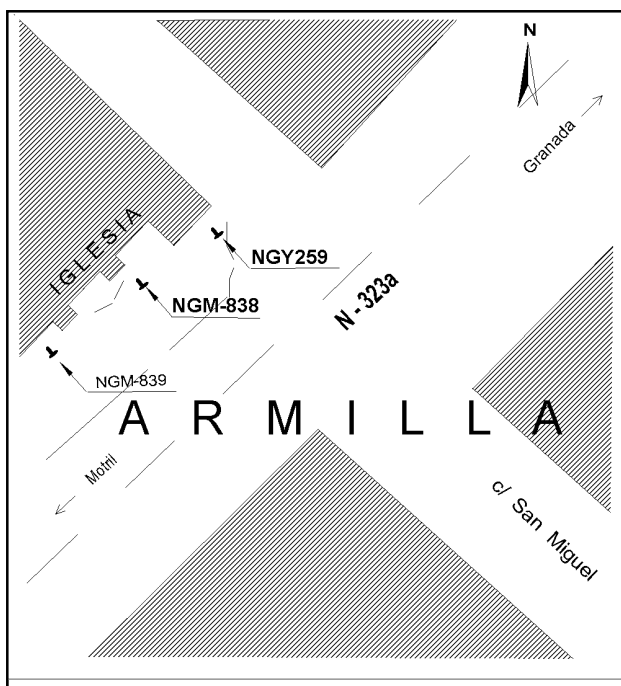 N
Granada
IGLESIA
NGY259
NGM-838
N - 323a
NGM-839
ARMILLA
Motril
c/ San Miguel